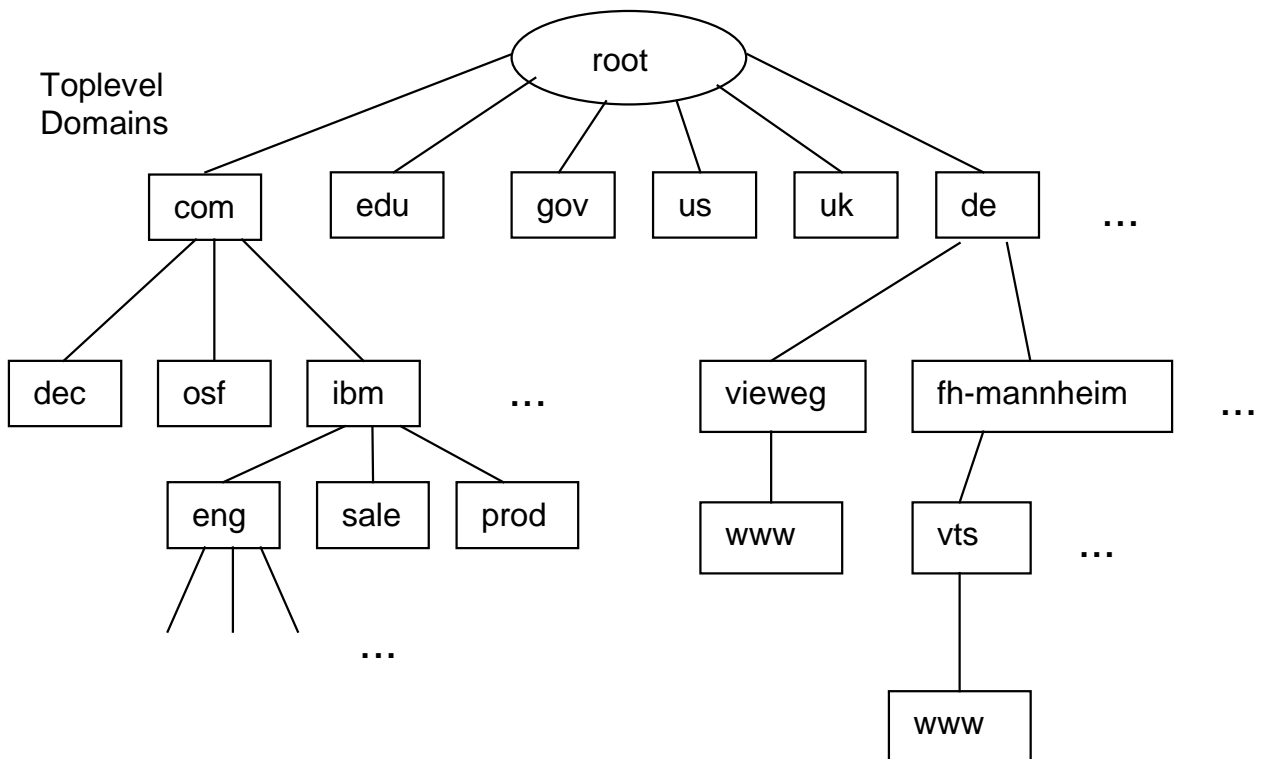 root
Toplevel
Domains
com edu gov us uk de ...
dec osf ibm ... vieweg fh-mannheim ...
eng sale prod www vts ...
...
www